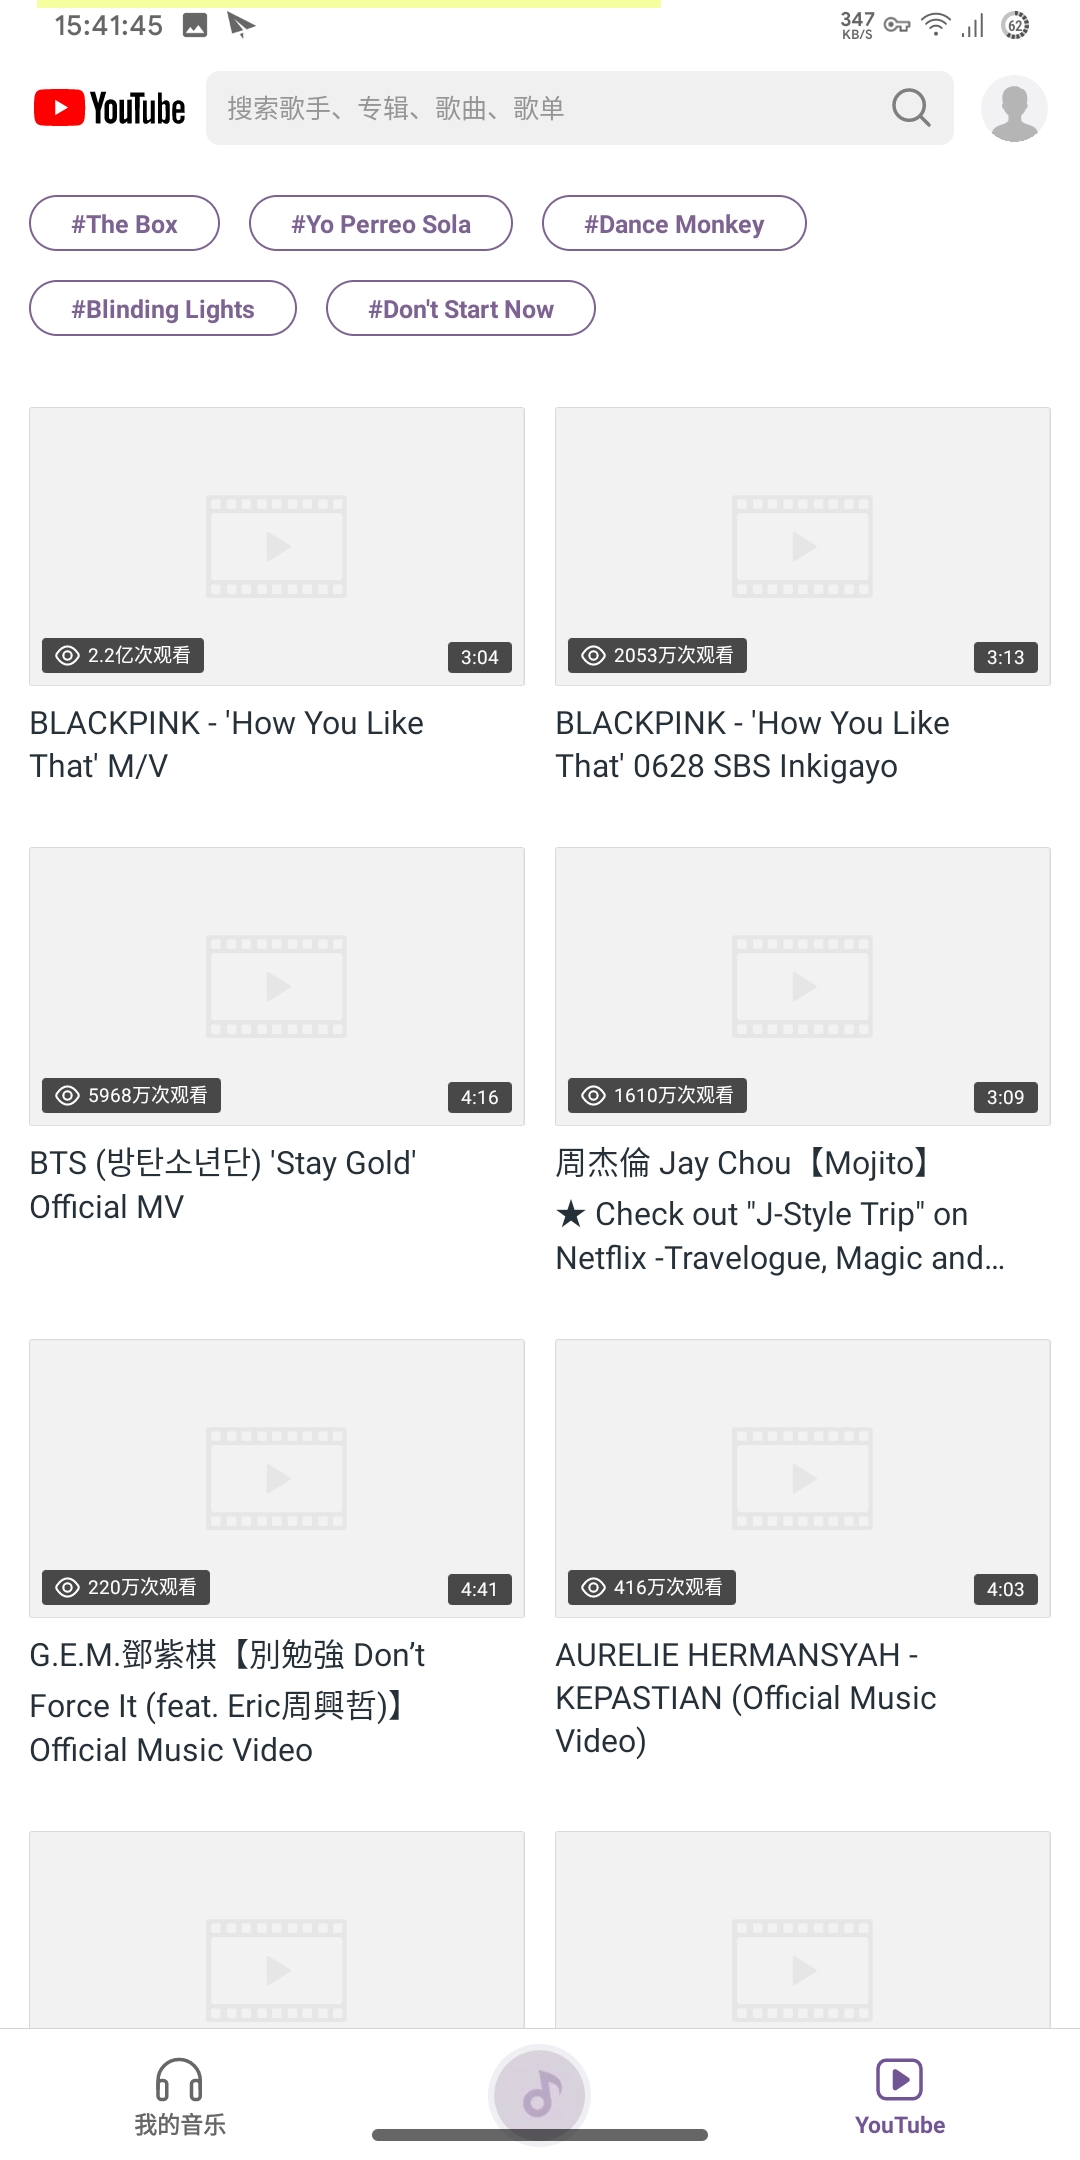 15:41:45
347
KB/S
62
YouTube
搜索歌手、专辑、歌曲、歌单
#The Box
#Yo Perreo Sola
#Dance Monkey
#Blinding Lights
#Don't Start Now
2.2亿次观看
3:04
2053万次观看
3:13
BLACKPINK - 'How You Like
That' M/V
BLACKPINK - 'How You Like
That' 0628 SBS Inkigayo
5968万次观看
4:16
1610万次观看
3:09
BTS (방탄소년단) 'Stay Gold'
Official MV
周杰倫 Jay Chou【Mojito】
★ Check out "J-Style Trip" on
Netflix -Travelogue, Magic and…
220万次观看
4:41
416万次观看
4:03
G.E.M.鄧紫棋【別勉強 Don’t
Force It (feat. Eric周興哲)】
Official Music Video
AURELIE HERMANSYAH -
KEPASTIAN (Official Music
Video)
我的音乐
YouTube